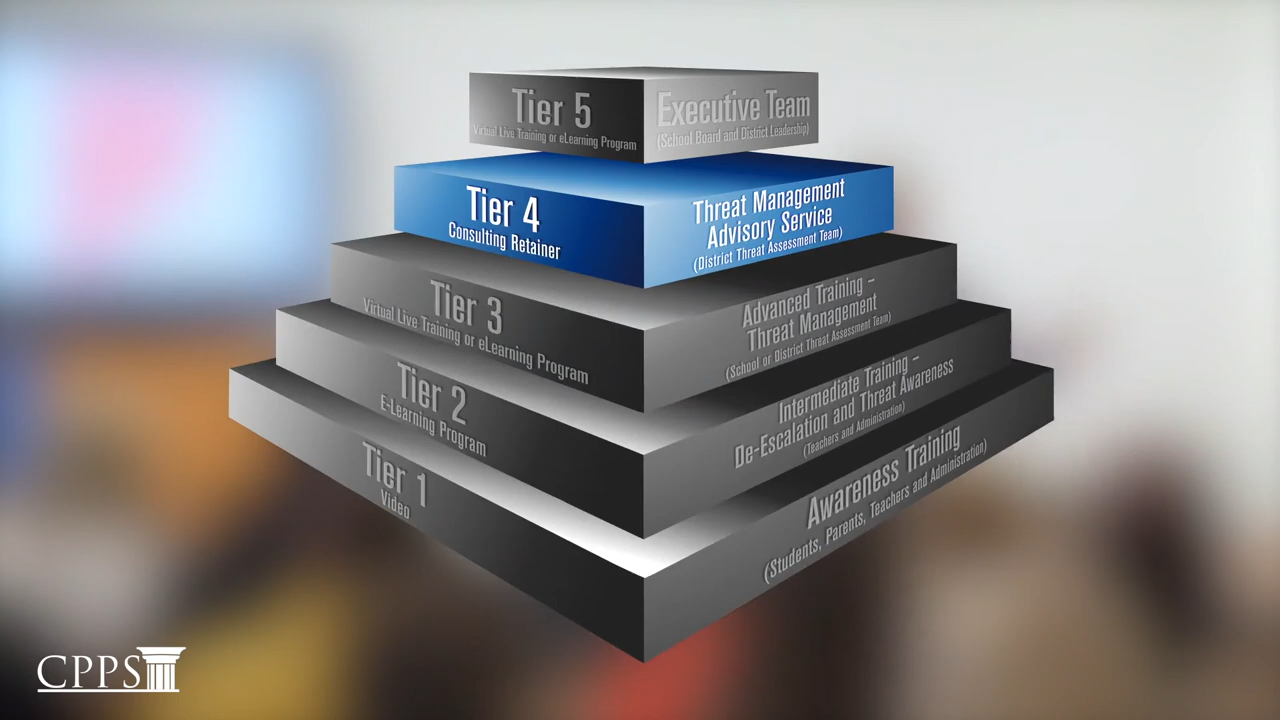 Tier 5
Virtual Live Training or eLearning Program
Executive Team
(School Board and District Leadership)
Tier 4
Consulting Retainer
Threat Management
Advisory Service
(District Threat Assessment Team)
Tier 3
Virtual Live Training or eLearning Program
Advanced Training –
Threat Management
(School or District Threat Assessment Team)
Tier 2
E-Learning Program
Intermediate Training –
De-Escalation and Threat Awareness
(Teachers and Administration)
Tier 1
Video
Awareness Training
(Students, Parents, Teachers and Administration)
CPPS